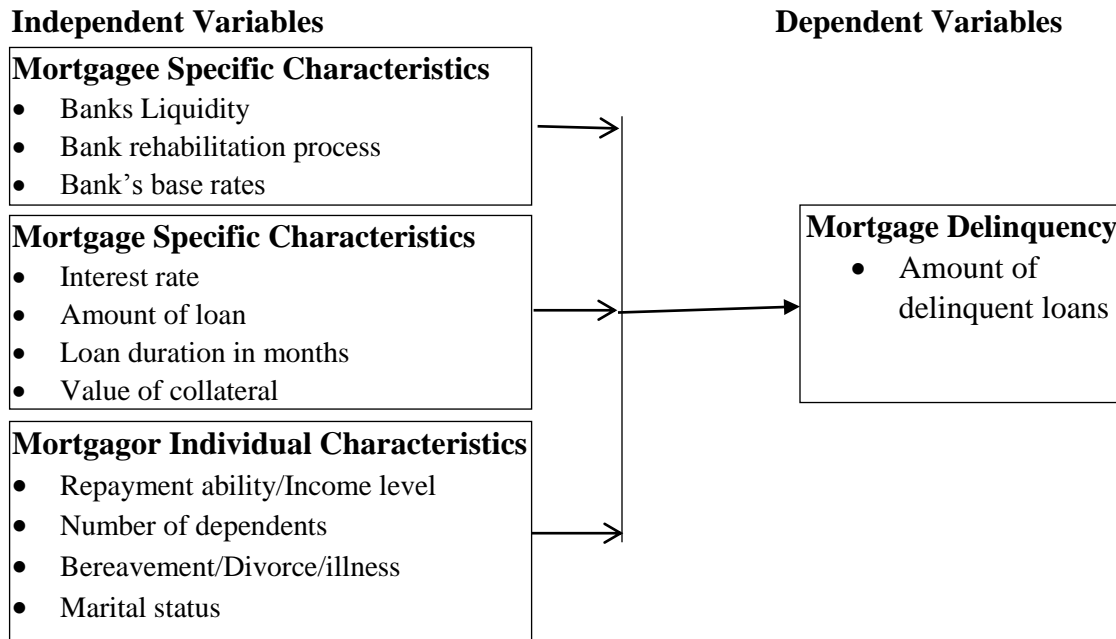 Independent Variables
Dependent Variables
Mortgagee Specific Characteristics
• Banks Liquidity
• Bank rehabilitation process
• Bank’s base rates
Mortgage Specific Characteristics
• Interest rate
• Amount of loan
• Loan duration in months
• Value of collateral
Mortgagor Individual Characteristics
• Repayment ability/Income level
• Number of dependents
• Bereavement/Divorce/illness
• Marital status
Mortgage Delinquency
• Amount of
delinquent loans